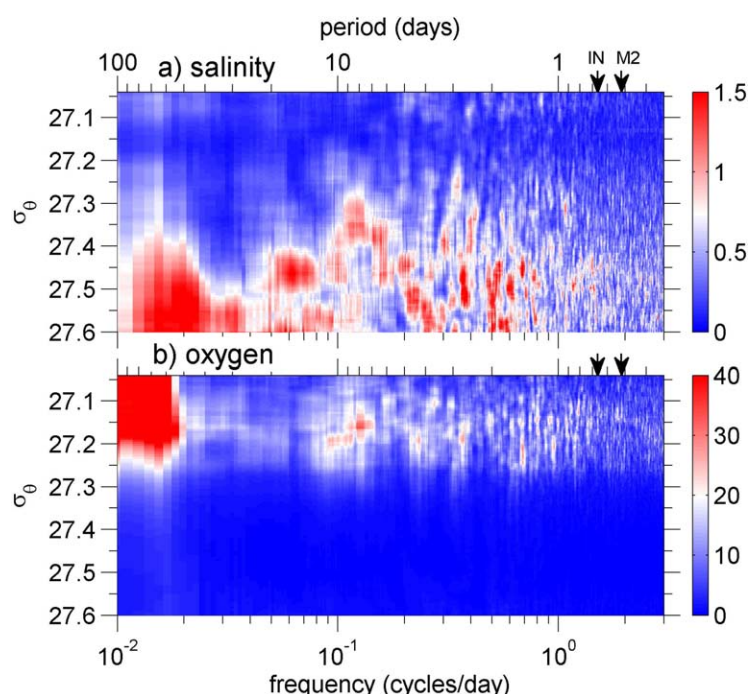 period (days)
100 10 1 IN M2
a) salinity
27.1
27.2
27.3
27.4
27.5
27.6
σθ
1.5
1
0.5
0
b) oxygen
27.1
27.2
27.3
27.4
27.5
27.6
σθ
40
30
20
10
0
10⁻² 10⁻¹ 10⁰
frequency (cycles/day)